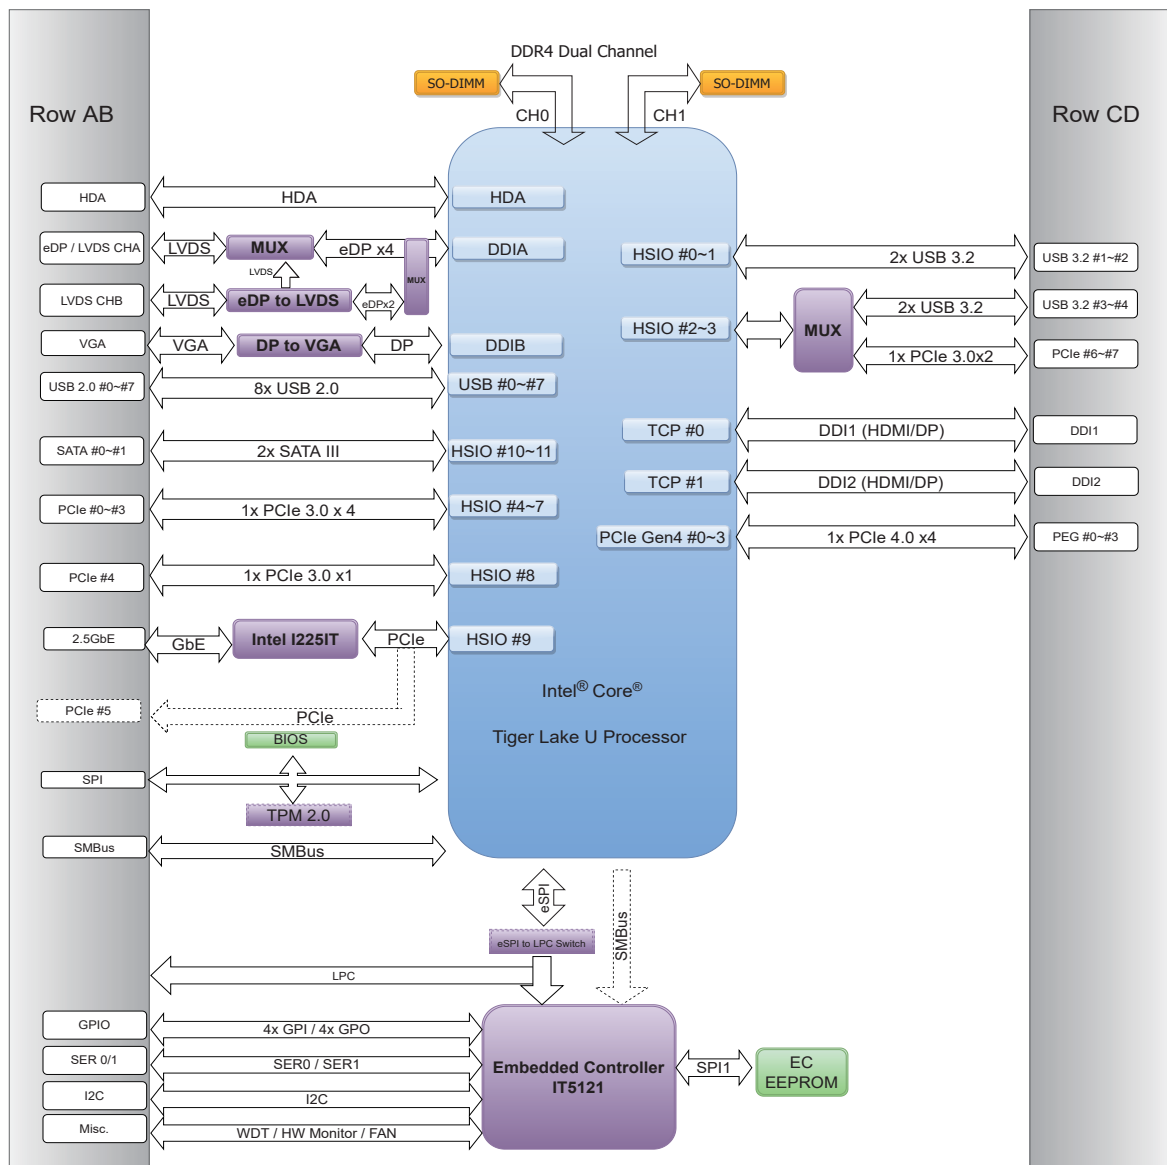 DDR4 Dual Channel
SO-DIMM
SO-DIMM
CH0
CH1
Row AB
Row CD
HDA
HDA
HDA
eDP / LVDS CHA
LVDS
MUX
eDP x4
DDIA
LVDS
MUX
LVDS CHB
LVDS
eDP to LVDS
eDPx2
VGA
VGA
DP to VGA
DP
DDIB
USB 2.0 #0~#7
8x USB 2.0
USB #0~#7
SATA #0~#1
2x SATA III
HSIO #10~11
PCIe #0~#3
1x PCIe 3.0 x 4
HSIO #4~7
PCIe #4
1x PCIe 3.0 x1
HSIO #8
2.5GbE
GbE
Intel I225IT
PCIe
HSIO #9
PCIe #5
PCIe
BIOS
SPI
TPM 2.0
SMBus
SMBus
HSIO #0~1
2x USB 3.2
USB 3.2 #1~#2
HSIO #2~3
MUX
2x USB 3.2
USB 3.2 #3~#4
1x PCIe 3.0x2
PCIe #6~#7
TCP #0
DDI1 (HDMI/DP)
DDI1
TCP #1
DDI2 (HDMI/DP)
DDI2
PCIe Gen4 #0~3
1x PCIe 4.0 x4
PEG #0~#3
Intel® Core®
Tiger Lake U Processor
eSPI
SMBus
eSPI to LPC Switch
LPC
GPIO
4x GPI / 4x GPO
SER 0/1
SER0 / SER1
I2C
I2C
Misc.
WDT / HW Monitor / FAN
Embedded Controller
IT5121
SPI1
EC
EEPROM